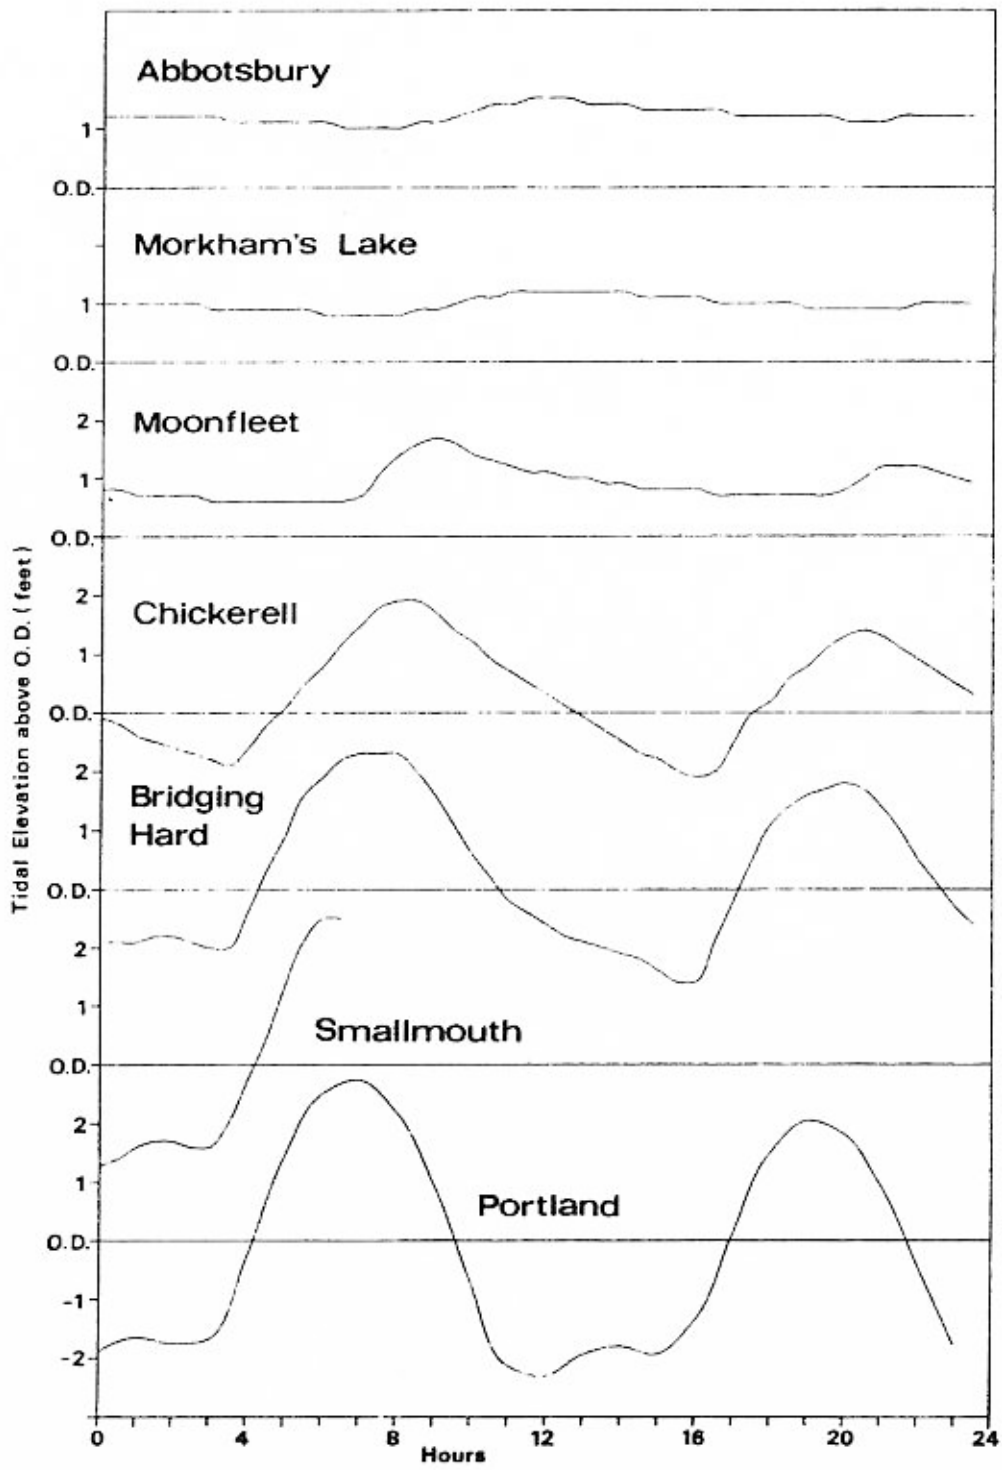 Abbotsbury
1
O.D.
Morkham's Lake
1
O.D.
2
Moonfleet
1
O.D.
2
Chickerell
1
O.D.
2
Bridging
Hard
1
O.D.
2
1
Smallmouth
O.D.
2
1
Portland
O.D.
-1
-2
0
4
8
12
16
20
24
Hours
Tidal Elevation above O.D. (feet)